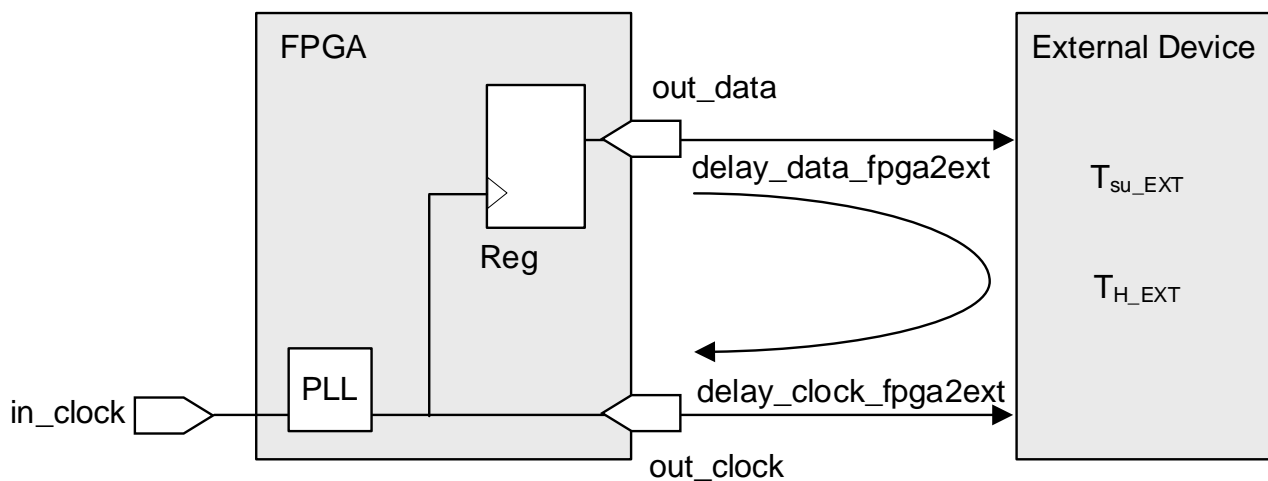 FPGA
External Device
out_data
delay_data_fpga2ext
Tsu_EXT
Reg
TH_EXT
PLL
delay_clock_fpga2ext
in_clock
out_clock